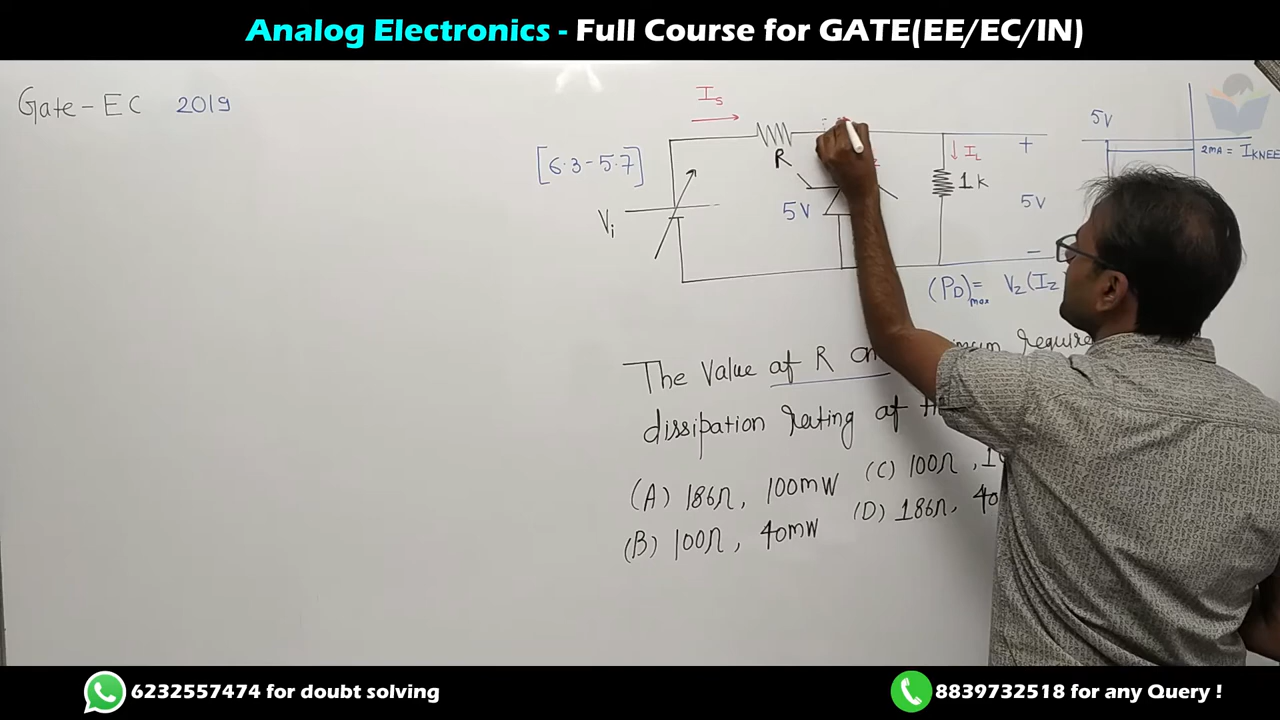 Analog Electronics - Full Course for GATE(EE/EC/IN)
Gate - EC 2019
Is
[6.3 - 5.7]
R
Vi
5V
IL
1K
+
5V
-
5V
2mA = IKNEE
(PD)max = VZ(IZ
The Value of R an
dissipation rating of
(A) 186Ω, 100mW
(C) 100Ω,
(B) 100Ω, 40mW
(D) 186Ω, 40
6232557474 for doubt solving
8839732518 for any Query !